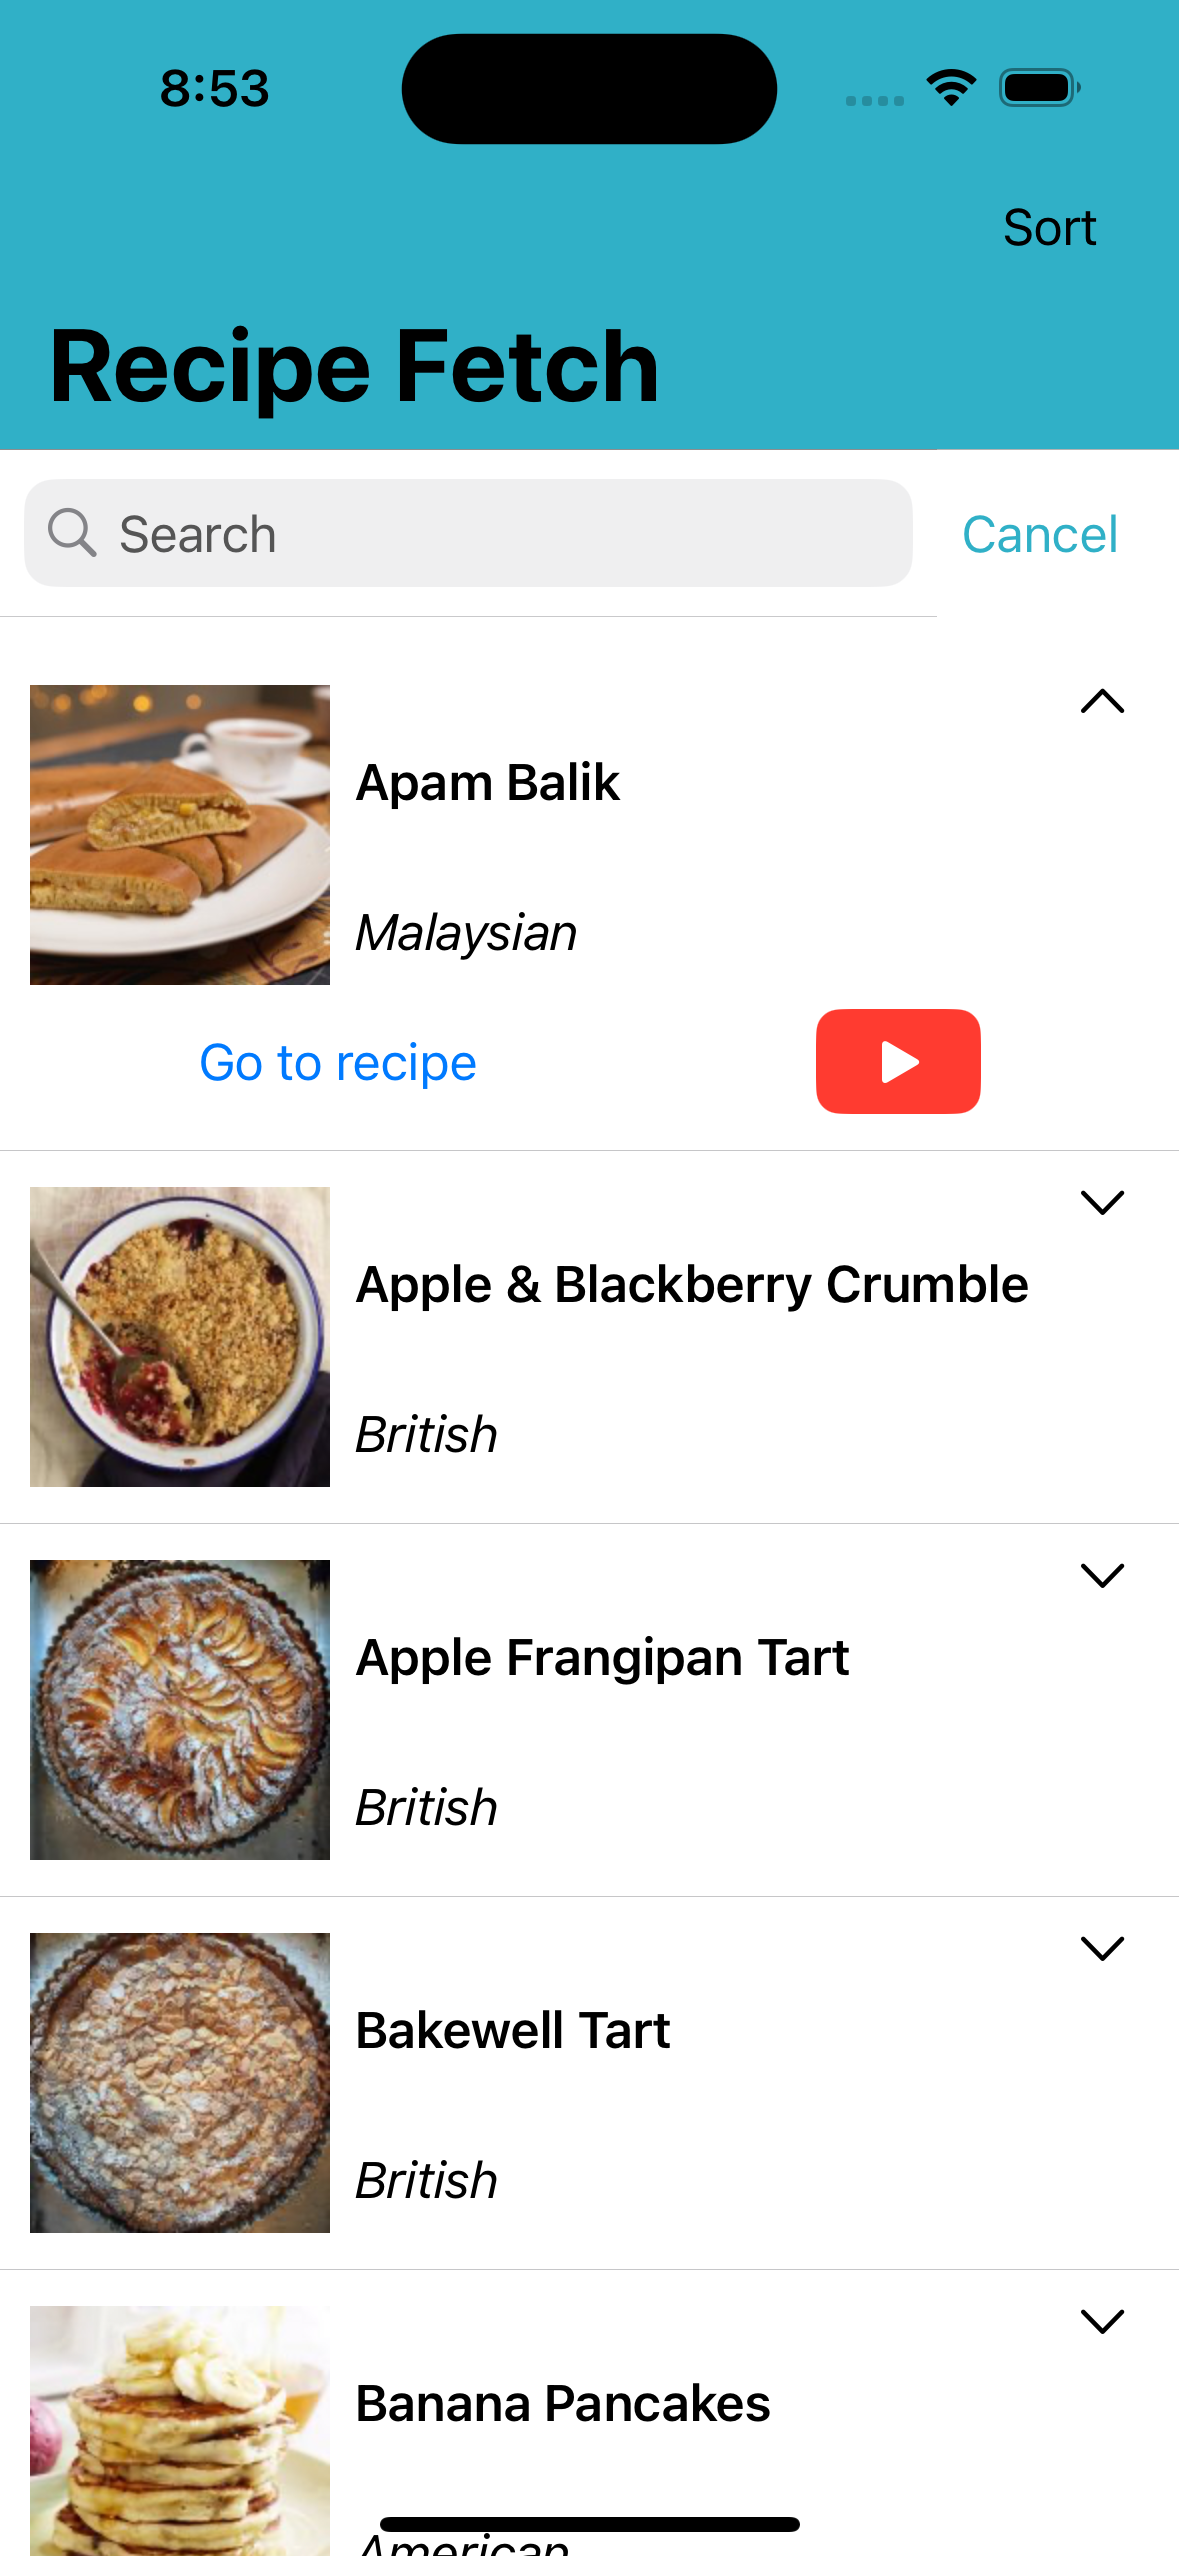 8:53
Sort
Recipe Fetch
Search
Cancel
Apam Balik
Malaysian
Go to recipe
Apple & Blackberry Crumble
British
Apple Frangipan Tart
British
Bakewell Tart
British
Banana Pancakes
American